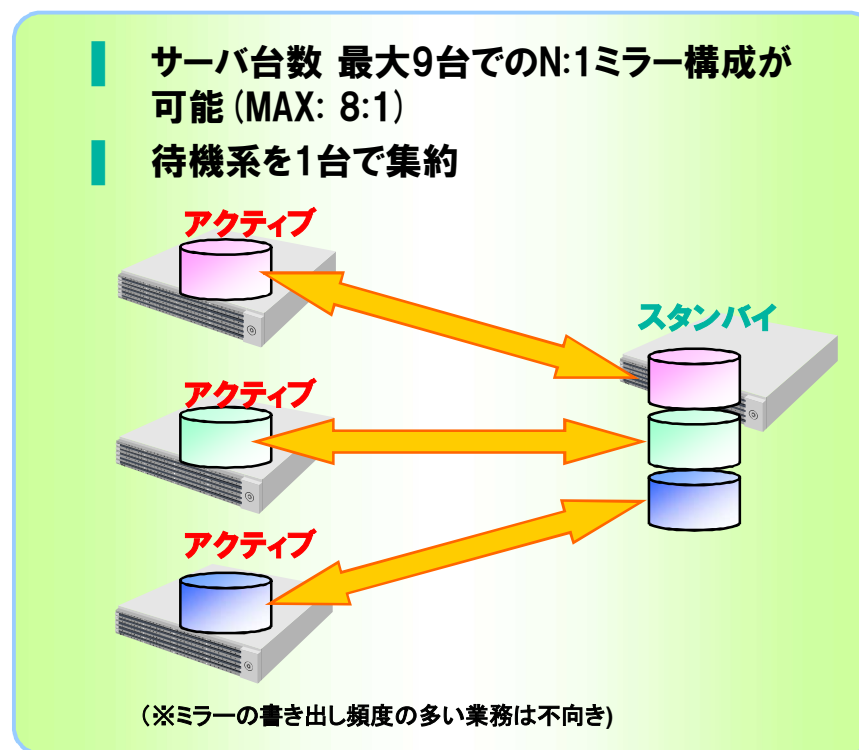 サーバ台数 最大9台でのN:1ミラー構成が
可能(MAX: 8:1)
待機系を1台で集約
アクティブ
スタンバイ
アクティブ
アクティブ
(※ミラーの書き出し頻度の多い業務は不向き)